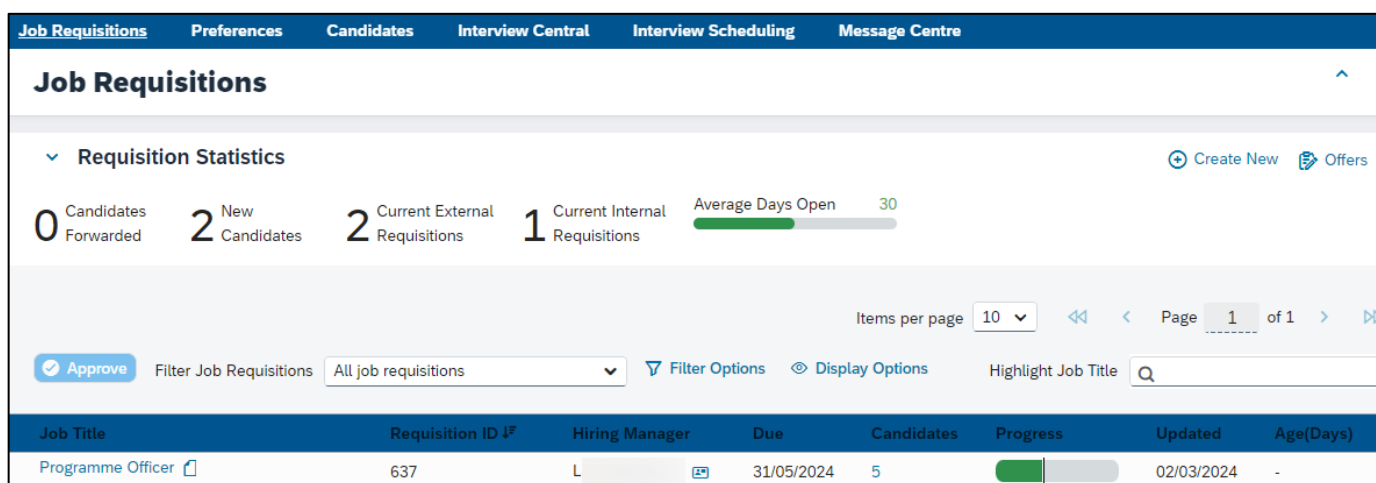 Job Requisitions Preferences Candidates Interview Central Interview Scheduling Message Centre
Job Requisitions
Requisition Statistics Create New Offers
0 Candidates Forwarded 2 New Candidates 2 Current External Requisitions 1 Current Internal Requisitions Average Days Open 30
Items per page 10 Page 1 of 1
Approve Filter Job Requisitions All job requisitions Filter Options Display Options Highlight Job Title
Job Title Requisition ID Hiring Manager Due Candidates Progress Updated Age(Days)
Programme Officer 637 L 31/05/2024 5 02/03/2024 -